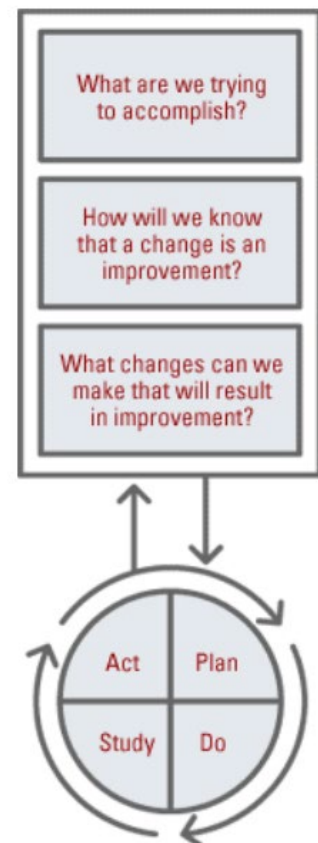 What are we trying
to accomplish?
How will we know
that a change is an
improvement?
What changes can we
make that will result
in improvement?
Act
Plan
Study
Do